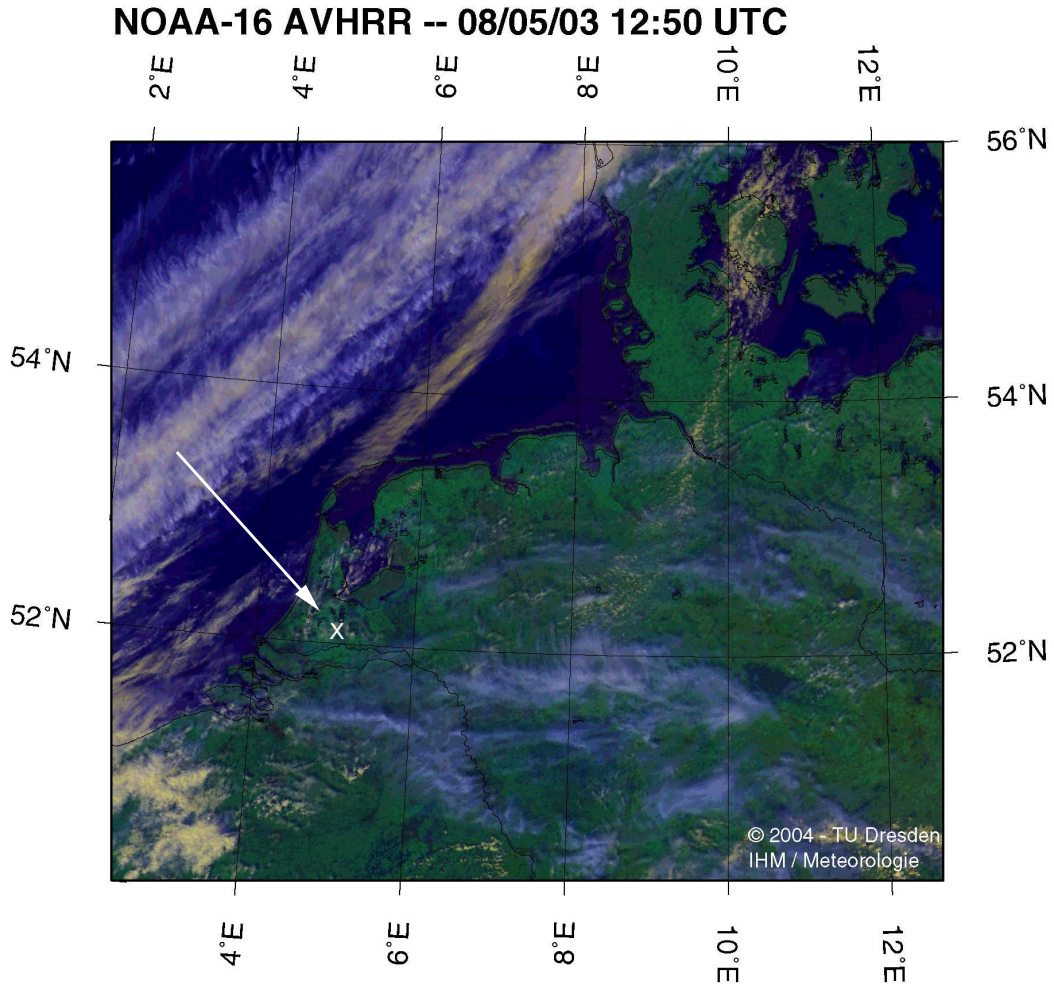 NOAA-16 AVHRR -- 08/05/03 12:50 UTC
2°E 4°E 6°E 8°E 10°E 12°E
56°N
54°N
54°N
52°N
52°N
X
© 2004 - TU Dresden
IHM / Meteorologie
4°E 6°E 8°E 10°E 12°E